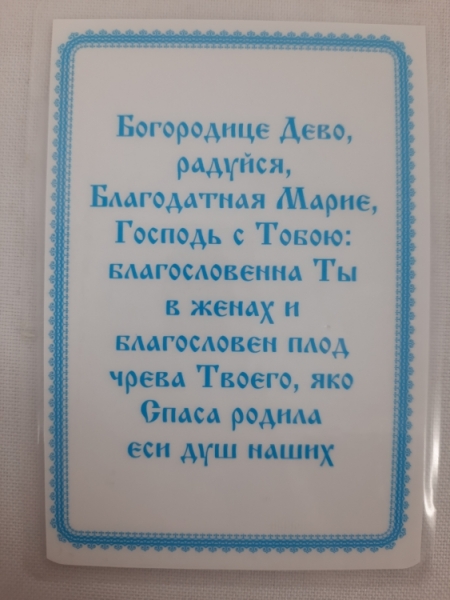 Богородице Дево,
радуйся,
Благодатная Марие,
Господь с Тобою:
благословенна Ты
в женах и
благословен плод
чрева Твоего, яко
Спаса родила
еси душ наших